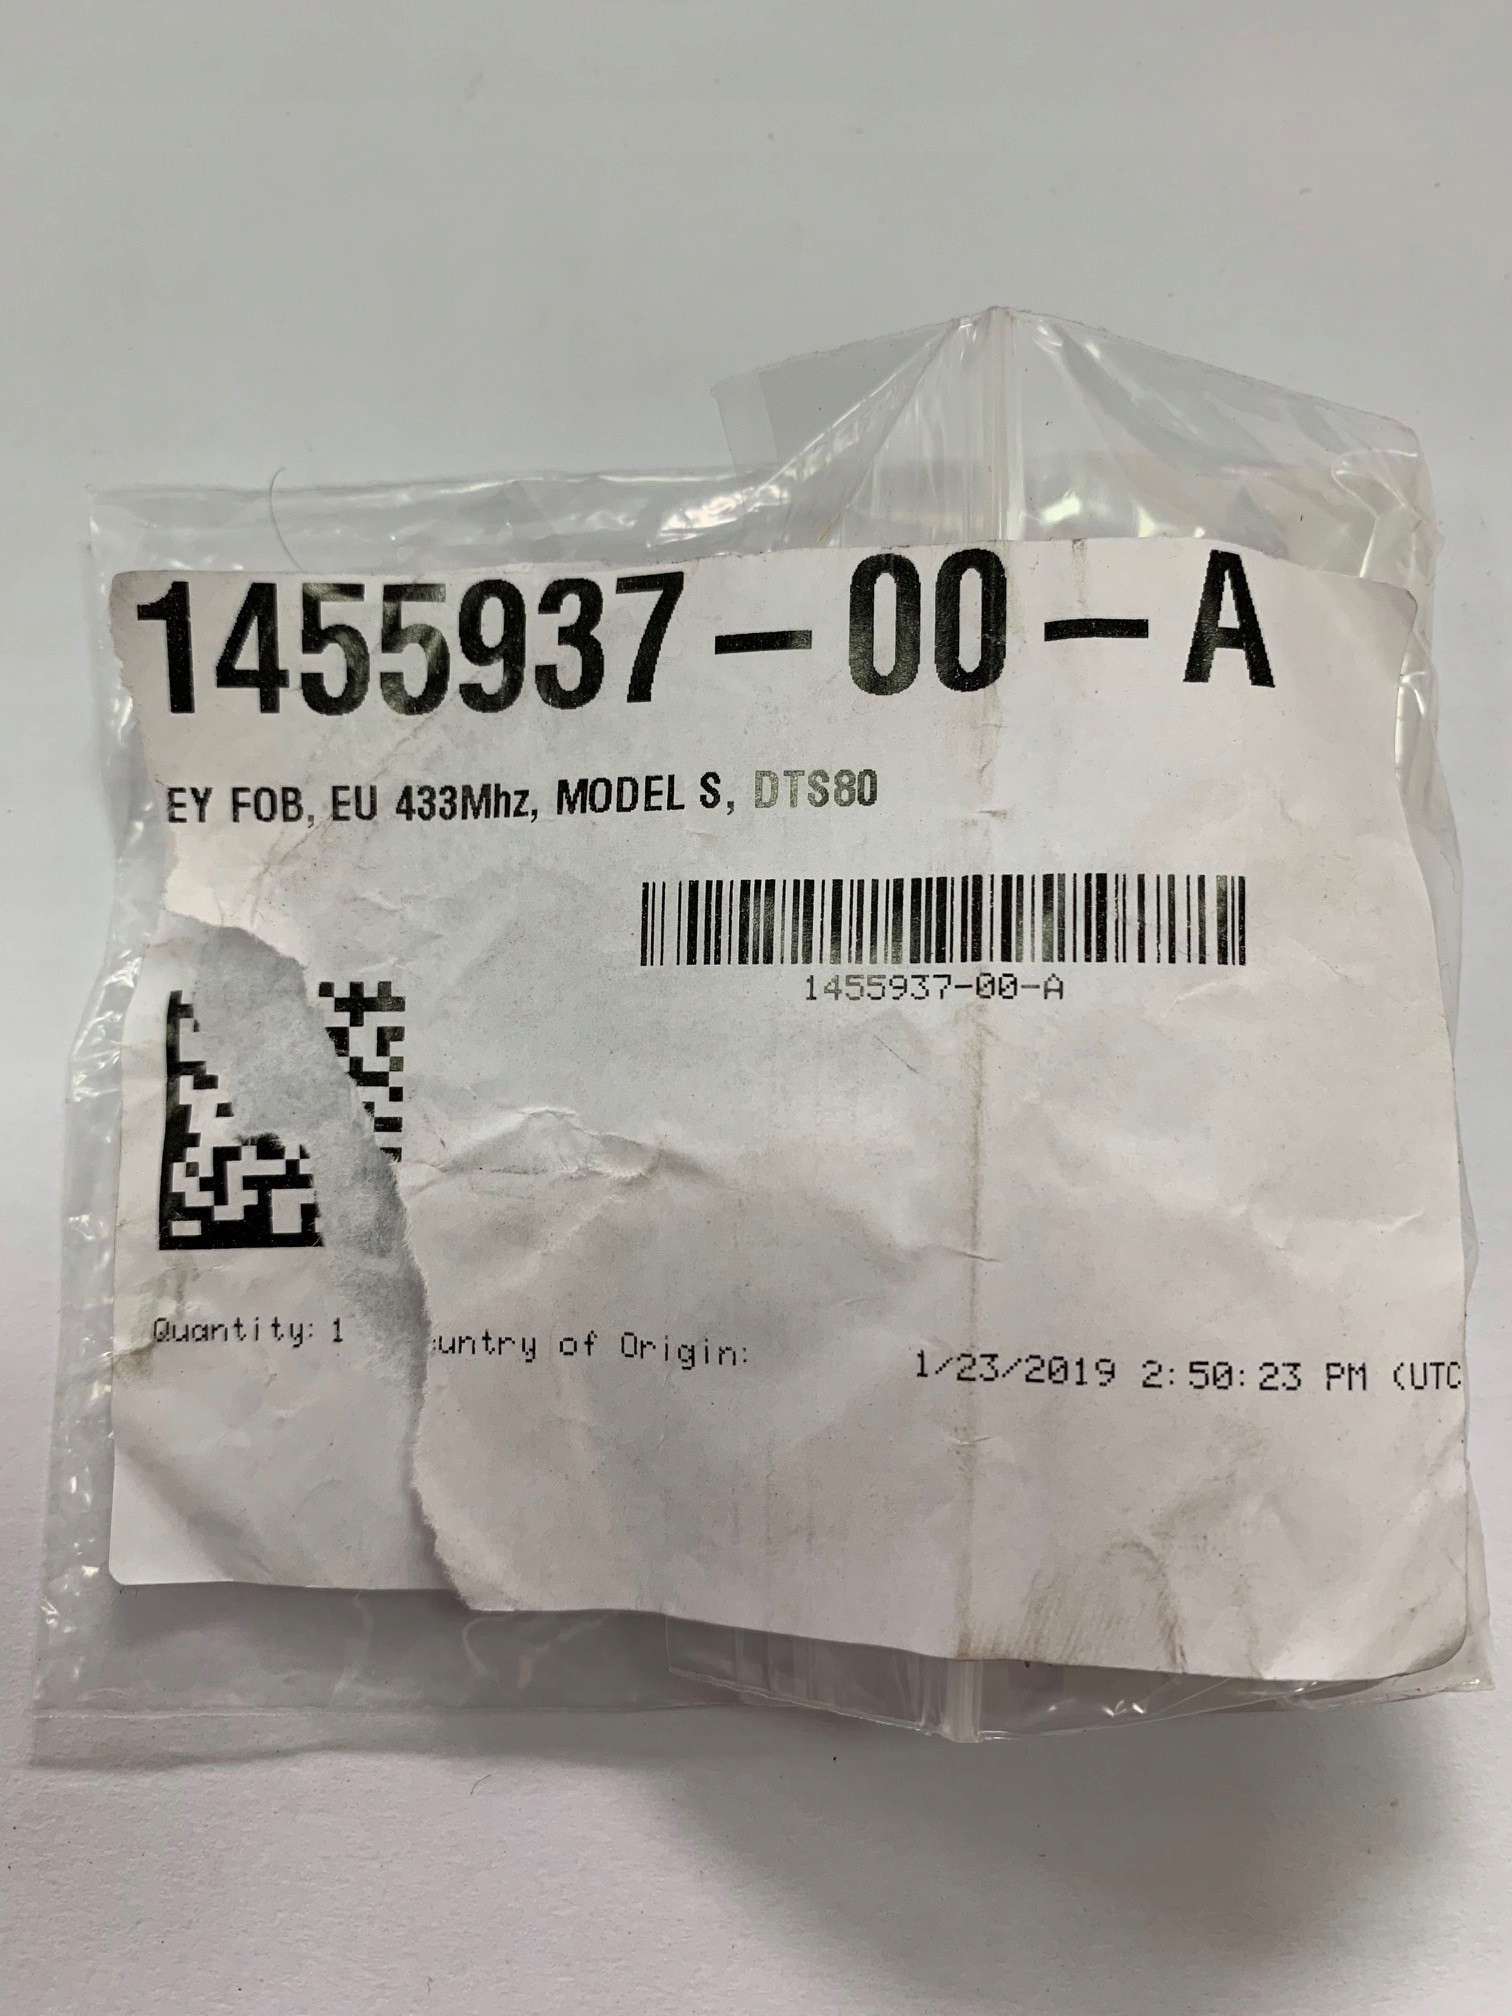 1455937-00-A
EY FOB, EU 433Mhz, MODEL S, DTS80
1455937-00-A
Quantity: 1 untry of Origin: 1/23/2019 2:50:23 PM (UTC